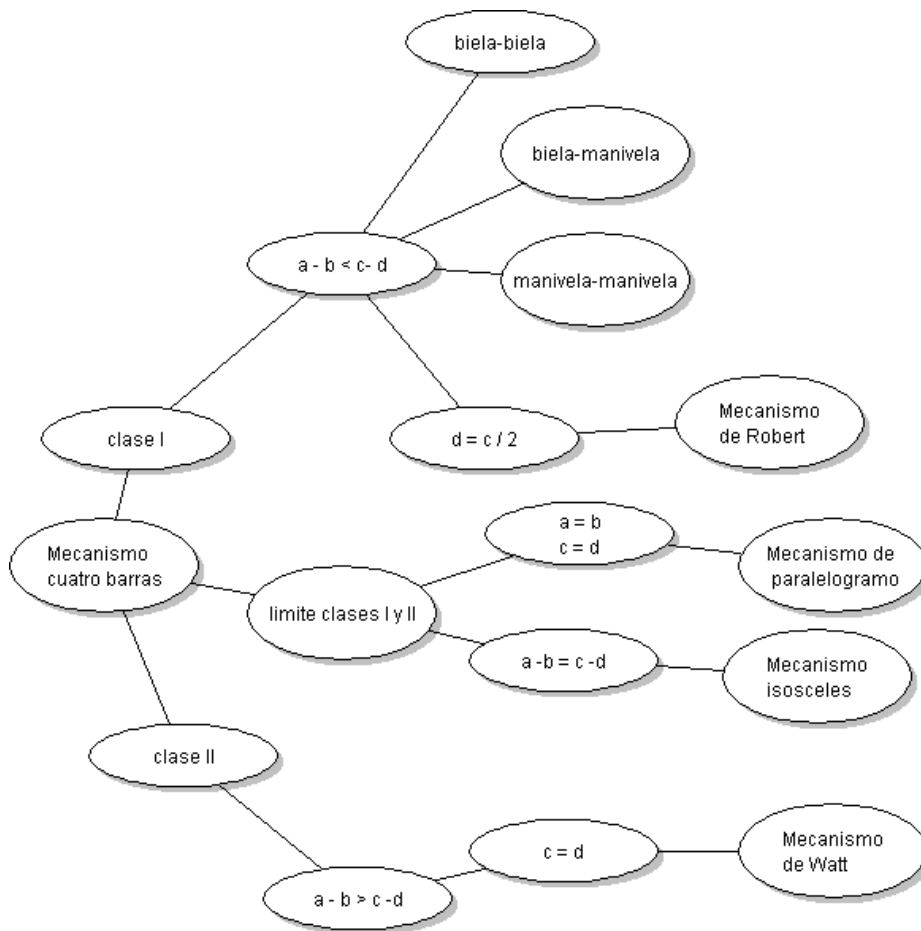 biela-biela
biela-manivela
a - b < c- d
manivela-manivela
Mecanismo
de Robert
clase I
d = c / 2
a = b
c = d
Mecanismo
cuatro barras
Mecanismo de
paralelogramo
limite clases I y II
a -b = c -d
Mecanismo
isosceles
clase II
c = d
Mecanismo
de Watt
a - b > c -d